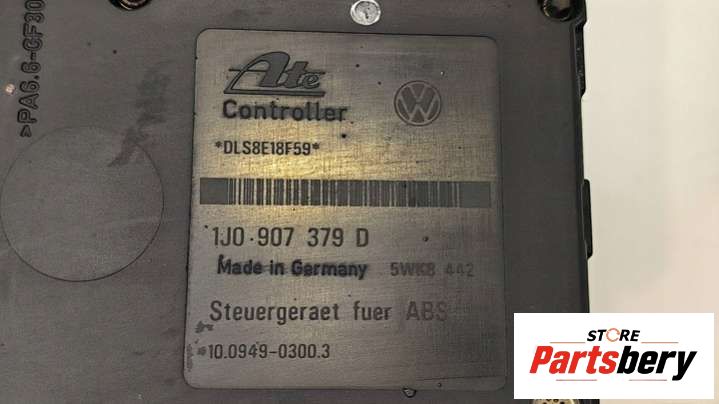 >PA6.6-GF30
Ate
Controller
*DLS8E18F59*
1J0 907 379 D
Made in Germany 5WK8 442
Steuergeraet fuer ABS
10.0949-0300.3
STORE
Partsbery